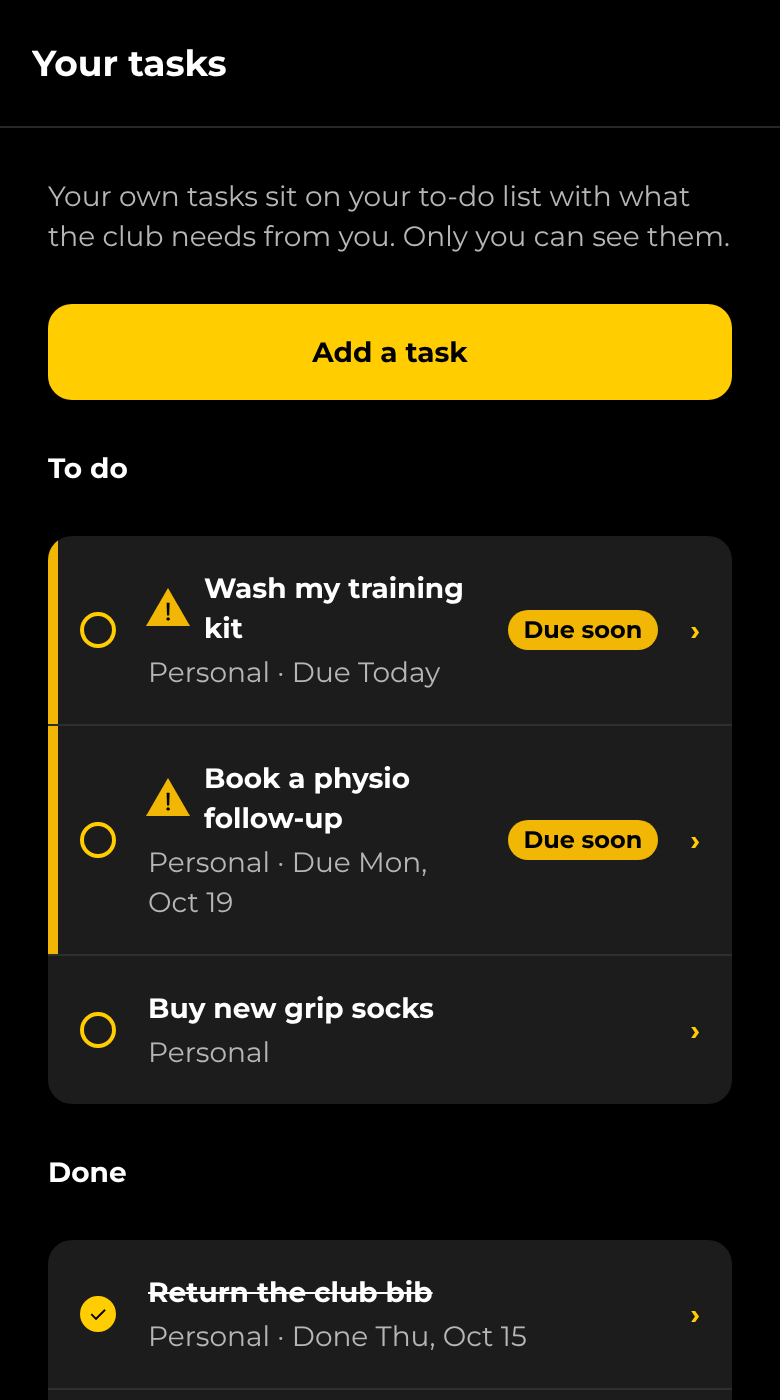 Your tasks
Your own tasks sit on your to-do list with what
the club needs from you. Only you can see them.
Add a task
To do
Wash my training
kit
Personal · Due Today
Due soon
Book a physio
follow-up
Personal · Due Mon,
Oct 19
Due soon
Buy new grip socks
Personal
Done
Return the club bib
Personal · Done Thu, Oct 15